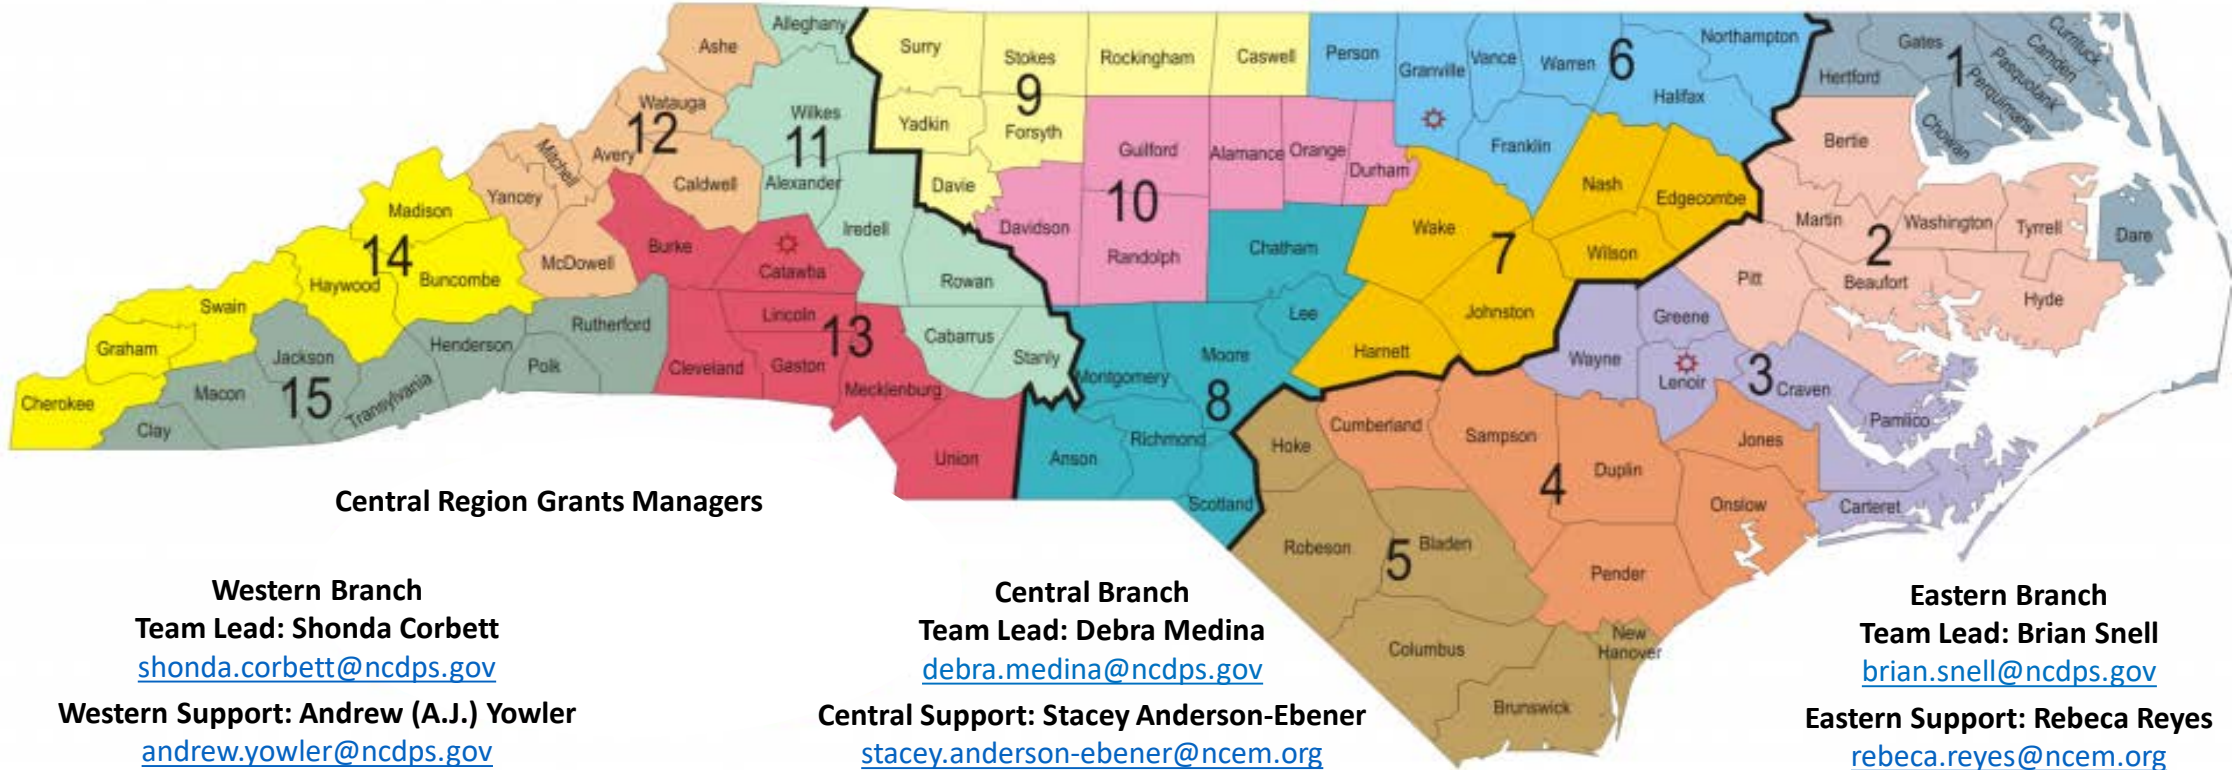 Alleghany
Ashe
Surry
Stokes
Rockingham
Caswell
Person
Granville
Vance
Warren
6
Northampton
Halifax
Hertford
Gates
1
Currituck
Camden
Pasquotank
Perquimans
Chowan
Watauga
12
Wilkes
11
Yadkin
9
Forsyth
Mitchell
Avery
Caldwell
Alexander
Davie
Guilford
Alamance
Orange
Durham
Franklin
Nash
Edgecombe
Bertie
Yancey
Madison
14
Haywood
Buncombe
McDowell
Burke
Catawba
Iredell
Rowan
Davidson
10
Randolph
Chatham
Wake
7
Wilson
Martin
2
Washington
Tyrrell
Dare
Swain
Graham
Cherokee
Jackson
Macon
15
Clay
Transylvania
Henderson
Polk
Rutherford
Cleveland
Lincoln
13
Gaston
Mecklenburg
Cabarrus
Stanly
Union
Montgomery
Moore
Lee
8
Harnett
Johnston
Pitt
Beaufort
Hyde
Greene
Wayne
Lenoir
3
Craven
Pamlico
Anson
Richmond
Scotland
Hoke
Cumberland
Sampson
4
Duplin
Jones
Onslow
Carteret
Robeson
5
Bladen
Pender
Columbus
New
Hanover
Brunswick
Central Region Grants Managers
Western Branch
Team Lead: Shonda Corbett
shonda.corbett@ncdps.gov
Western Support: Andrew (A.J.) Yowler
andrew.yowler@ncdps.gov
Central Branch
Team Lead: Debra Medina
debra.medina@ncdps.gov
Central Support: Stacey Anderson-Ebener
stacey.anderson-ebener@ncem.org
Eastern Branch
Team Lead: Brian Snell
brian.snell@ncdps.gov
Eastern Support: Rebeca Reyes
rebeca.reyes@ncem.org